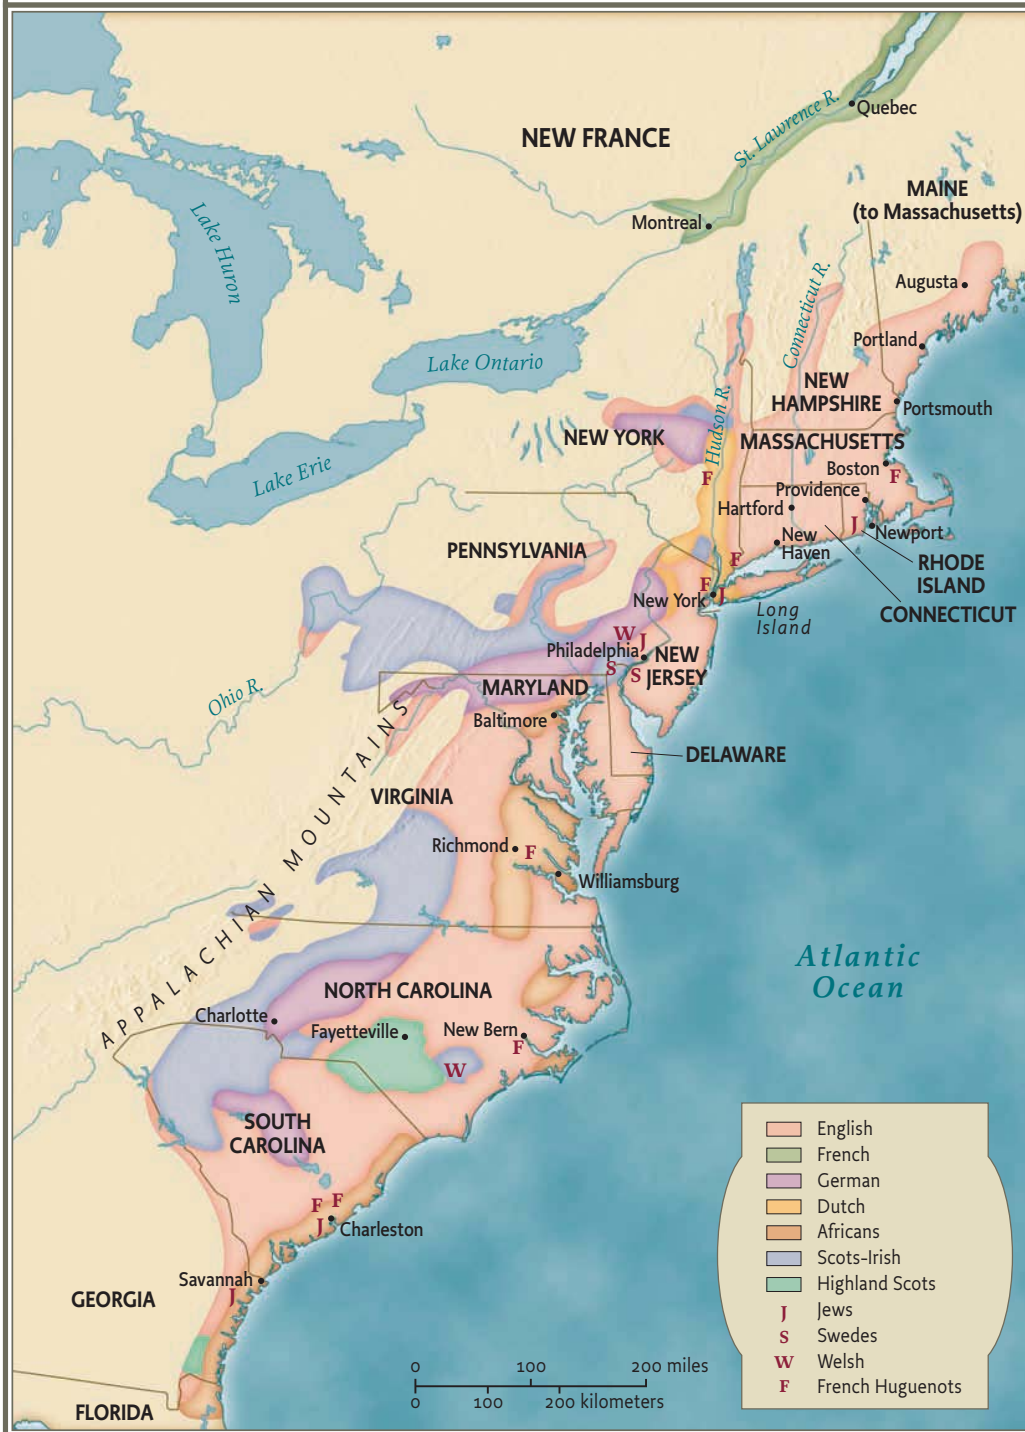 NEW FRANCE
St. Lawrence R.
Quebec
Montreal
MAINE
(to Massachusetts)
Augusta
Lake Huron
Connecticut R.
Portland
Lake Ontario
NEW
HAMPSHIRE
Portsmouth
Hudson R.
NEW YORK
MASSACHUSETTS
Boston
F
Lake Erie
F
Providence
Hartford
J
Newport
New
Haven
PENNSYLVANIA
RHODE
ISLAND
CONNECTICUT
F
F
J
New York
Long
Island
W
J
Philadelphia
NEW
JERSEY
S
S
Ohio R.
MARYLAND
Baltimore
DELAWARE
APPALACHIAN MOUNTAINS
VIRGINIA
Richmond
F
Williamsburg
Atlantic
Ocean
NORTH CAROLINA
Charlotte
Fayetteville
New Bern
F
W
SOUTH
CAROLINA
F F
J
Charleston
Savannah
J
GEORGIA
FLORIDA
0 100 200 miles
0 100 200 kilometers
English
French
German
Dutch
Africans
Scots-Irish
Highland Scots
J Jews
S Swedes
W Welsh
F French Huguenots